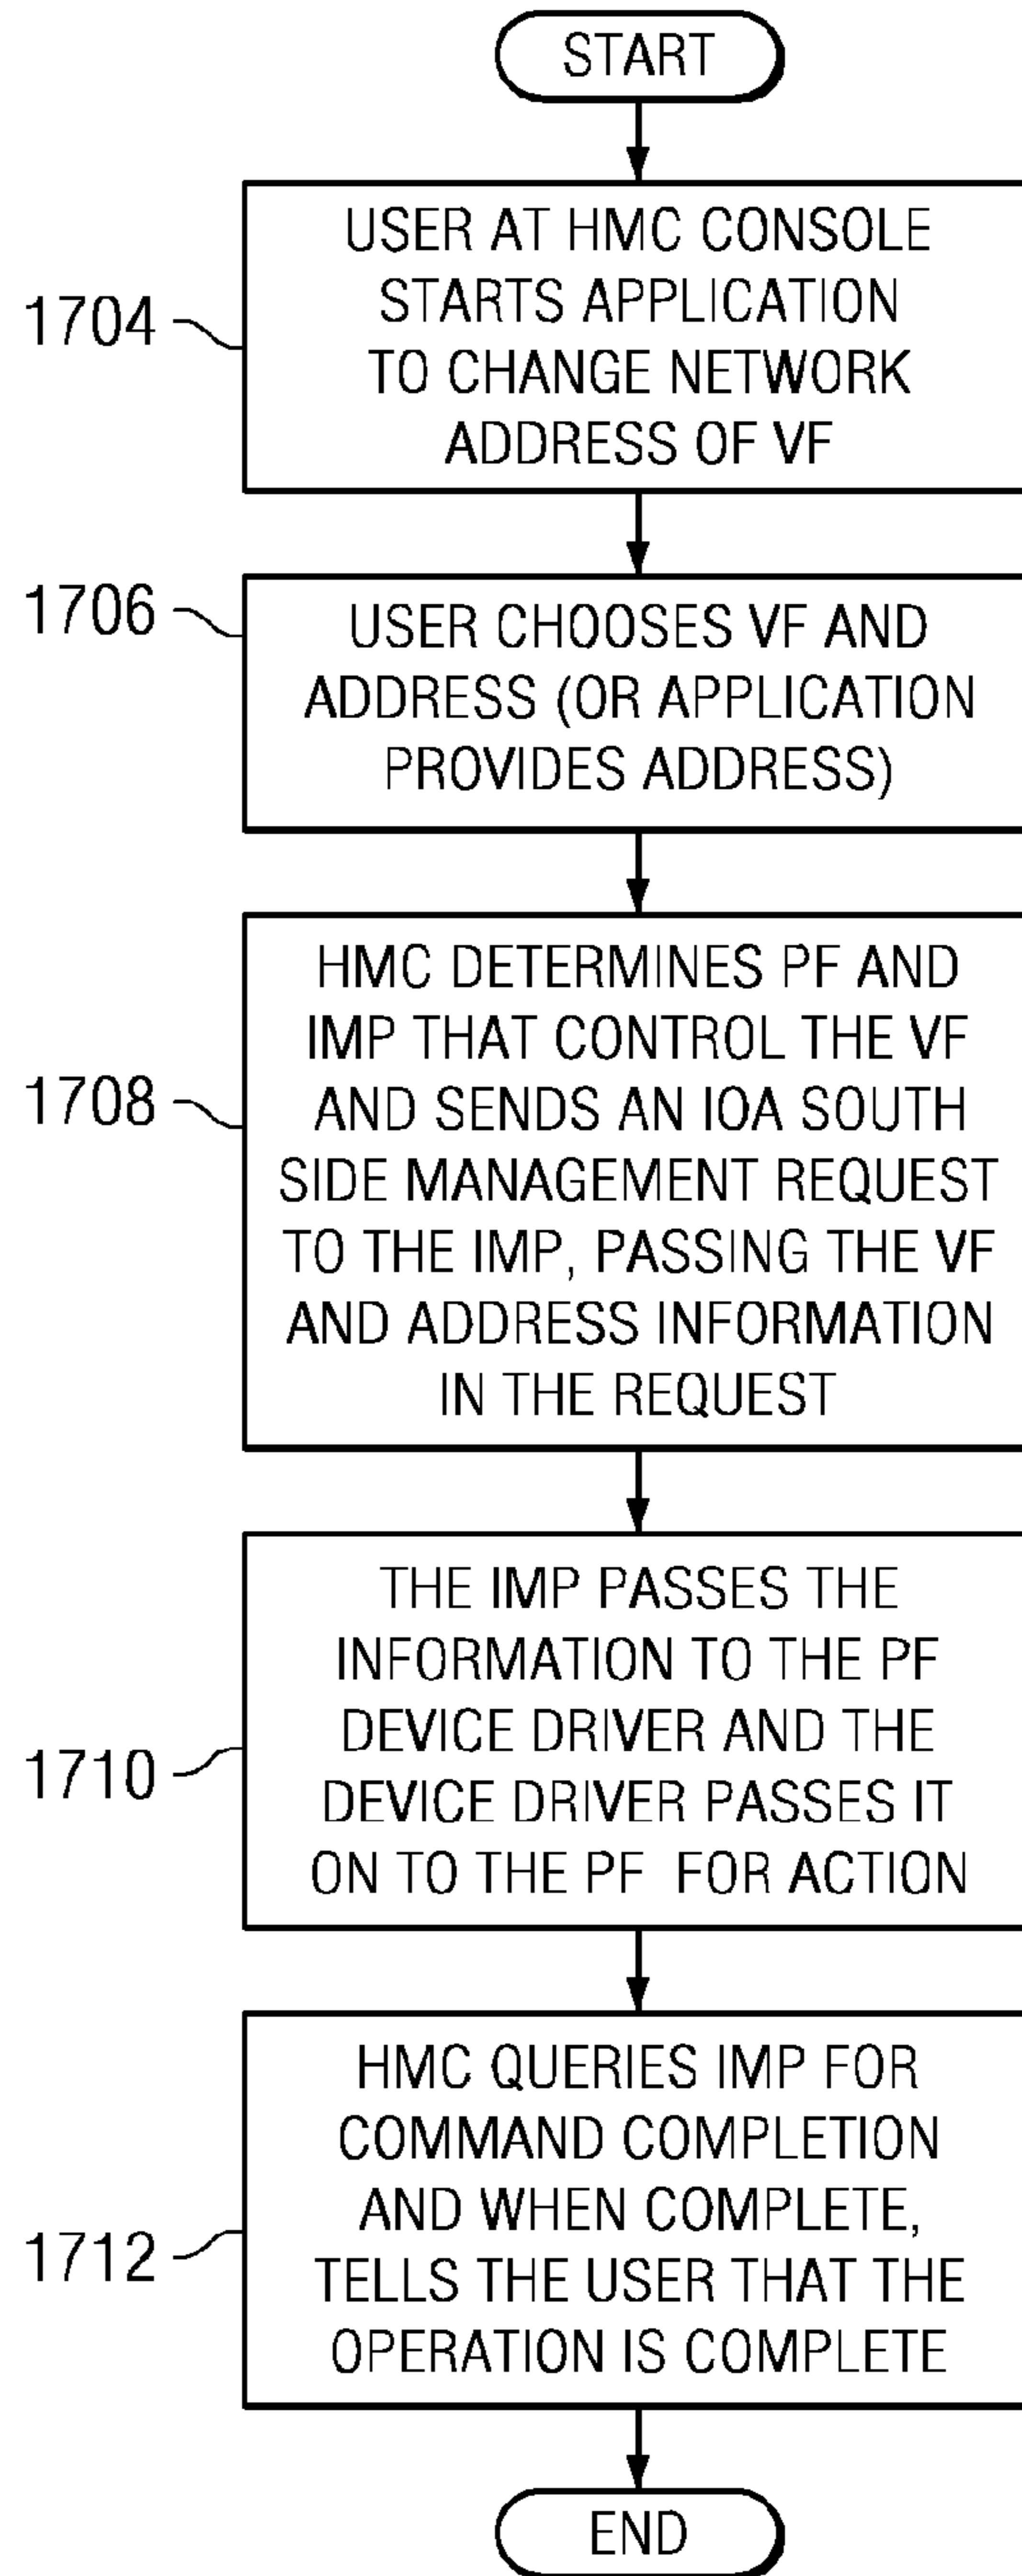 START
1704
USER AT HMC CONSOLE
STARTS APPLICATION
TO CHANGE NETWORK
ADDRESS OF VF
1706
USER CHOOSES VF AND
ADDRESS (OR APPLICATION
PROVIDES ADDRESS)
1708
HMC DETERMINES PF AND
IMP THAT CONTROL THE VF
AND SENDS AN IOA SOUTH
SIDE MANAGEMENT REQUEST
TO THE IMP, PASSING THE VF
AND ADDRESS INFORMATION
IN THE REQUEST
1710
THE IMP PASSES THE
INFORMATION TO THE PF
DEVICE DRIVER AND THE
DEVICE DRIVER PASSES IT
ON TO THE PF FOR ACTION
1712
HMC QUERIES IMP FOR
COMMAND COMPLETION
AND WHEN COMPLETE,
TELLS THE USER THAT THE
OPERATION IS COMPLETE
END